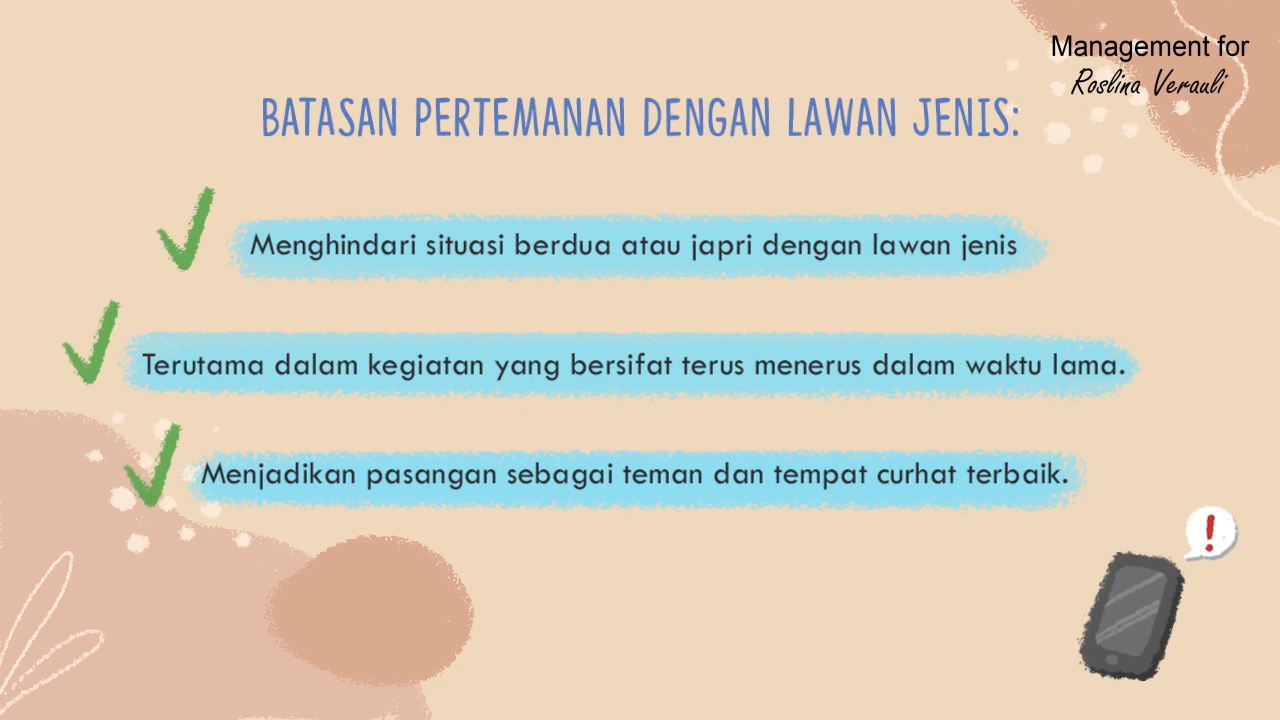 Management for
Roslina Verauli
BATASAN PERTEMANAN DENGAN LAWAN JENIS:
Menghindari situasi berdua atau japri dengan lawan jenis
Terutama dalam kegiatan yang bersifat terus menerus dalam waktu lama.
Menjadikan pasangan sebagai teman dan tempat curhat terbaik.
!